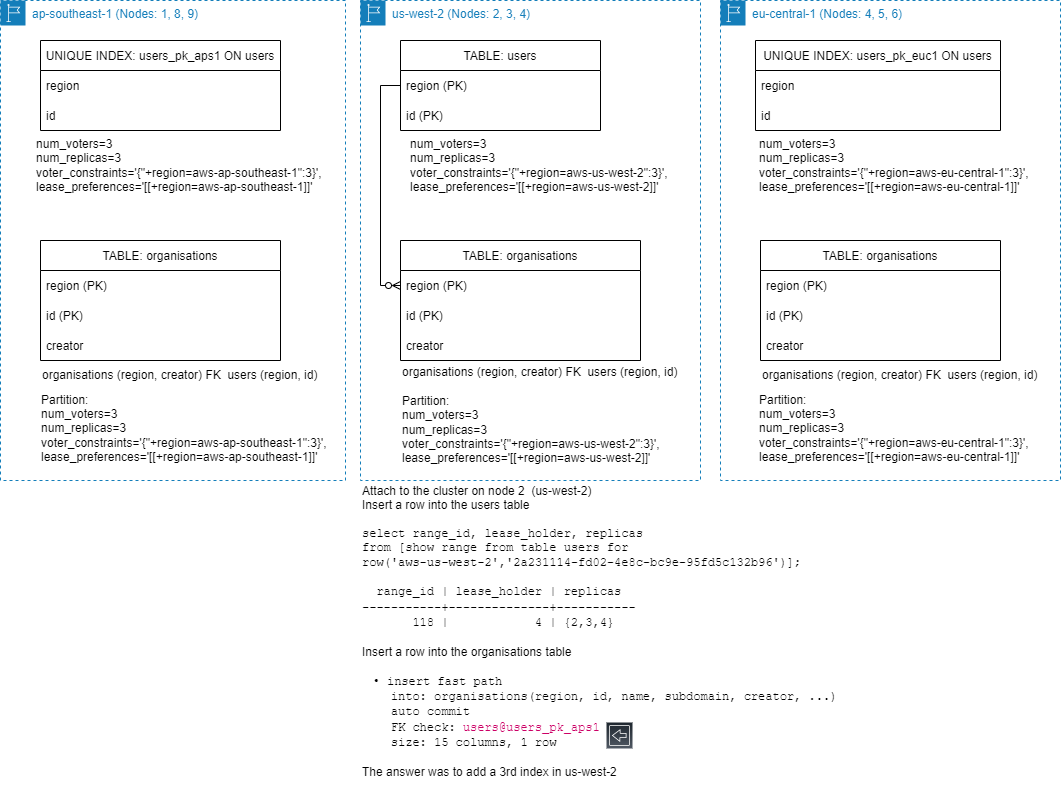 ap-southeast-1 (Nodes: 1, 8, 9)
UNIQUE INDEX: users_pk_aps1 ON users
region
id
num_voters=3
num_replicas=3
voter_constraints='{"+region=aws-ap-southeast-1":3}',
lease_preferences='[[+region=aws-ap-southeast-1]]'
TABLE: organisations
region (PK)
id (PK)
creator
organisations (region, creator) FK  users (region, id)
Partition:
num_voters=3
num_replicas=3
voter_constraints='{"+region=aws-ap-southeast-1":3}',
lease_preferences='[[+region=aws-ap-southeast-1]]'
us-west-2 (Nodes: 2, 3, 4)
TABLE: users
region (PK)
id (PK)
num_voters=3
num_replicas=3
voter_constraints='{"+region=aws-us-west-2":3}',
lease_preferences='[[+region=aws-us-west-2]]'
TABLE: organisations
region (PK)
id (PK)
creator
organisations (region, creator) FK  users (region, id)
Partition:
num_voters=3
num_replicas=3
voter_constraints='{"+region=aws-us-west-2":3}',
lease_preferences='[[+region=aws-us-west-2]]'
eu-central-1 (Nodes: 4, 5, 6)
UNIQUE INDEX: users_pk_euc1 ON users
region
id
num_voters=3
num_replicas=3
voter_constraints='{"+region=aws-eu-central-1":3}',
lease_preferences='[[+region=aws-eu-central-1]]'
TABLE: organisations
region (PK)
id (PK)
creator
organisations (region, creator) FK  users (region, id)
Partition:
num_voters=3
num_replicas=3
voter_constraints='{"+region=aws-eu-central-1":3}',
lease_preferences='[[+region=aws-eu-central-1]]'
Attach to the cluster on node 2  (us-west-2)
Insert a row into the users table
select range_id, lease_holder, replicas
from [show range from table users for
row('aws-us-west-2','2a231114-fd02-4e8c-bc9e-95fd5c132b96')];
range_id | lease_holder | replicas
-----------+--------------+-----------
118 |            4 | {2,3,4}
Insert a row into the organisations table
• insert fast path
into: organisations(region, id, name, subdomain, creator, ...)
auto commit
FK check: users@users_pk_aps1
size: 15 columns, 1 row
The answer was to add a 3rd index in us-west-2